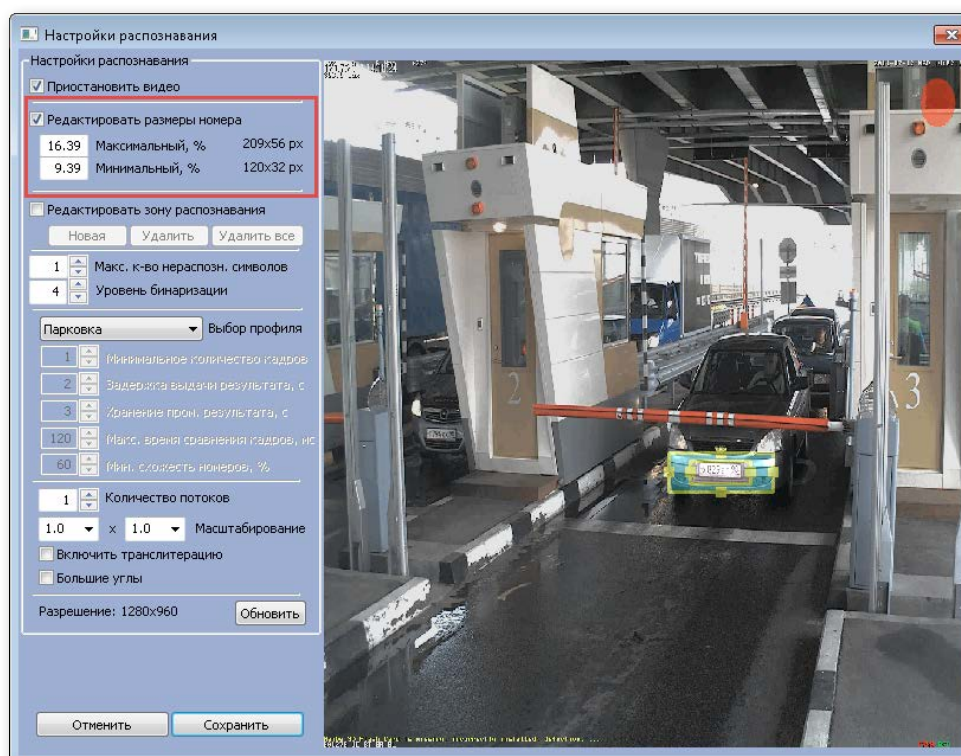 Настройки распознавания
Настройки распознавания
Приостановить видео
Редактировать размеры номера
16.39 Максимальный, % 209x56 px
9.39 Минимальный, % 120x32 px
Редактировать зону распознавания
Новая Удалить Удалить все
1 Макс. к-во нераспозн. символов
4 Уровень бинаризации
Парковка Выбор профиля
1 Минимальное количество кадров
2 Задержка выдачи результата, с
3 Хранение пром. результата, с
120 Макс. время сравнения кадров, мс
60 Мин. схожесть номеров, %
1 Количество потоков
1.0 x 1.0 Масштабирование
Включить транслитерацию
Большие углы
Разрешение: 1280x960
Обновить
Отменить Сохранить
2
3